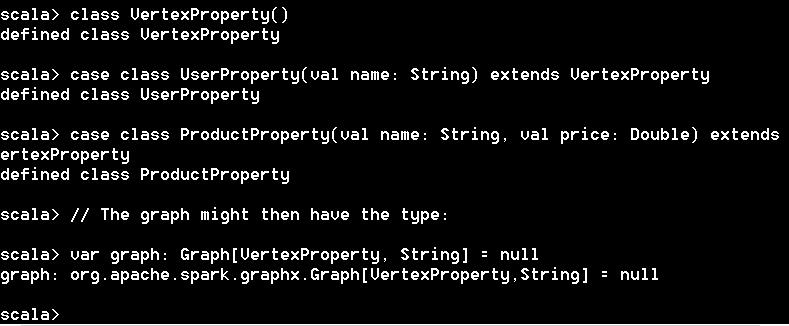 scala> class VertexProperty()
defined class VertexProperty
scala> case class UserProperty(val name: String) extends VertexProperty
defined class UserProperty
scala> case class ProductProperty(val name: String, val price: Double) extends
ertexProperty
defined class ProductProperty
scala> // The graph might then have the type:
scala> var graph: Graph[VertexProperty, String] = null
graph: org.apache.spark.graphx.Graph[VertexProperty,String] = null
scala>